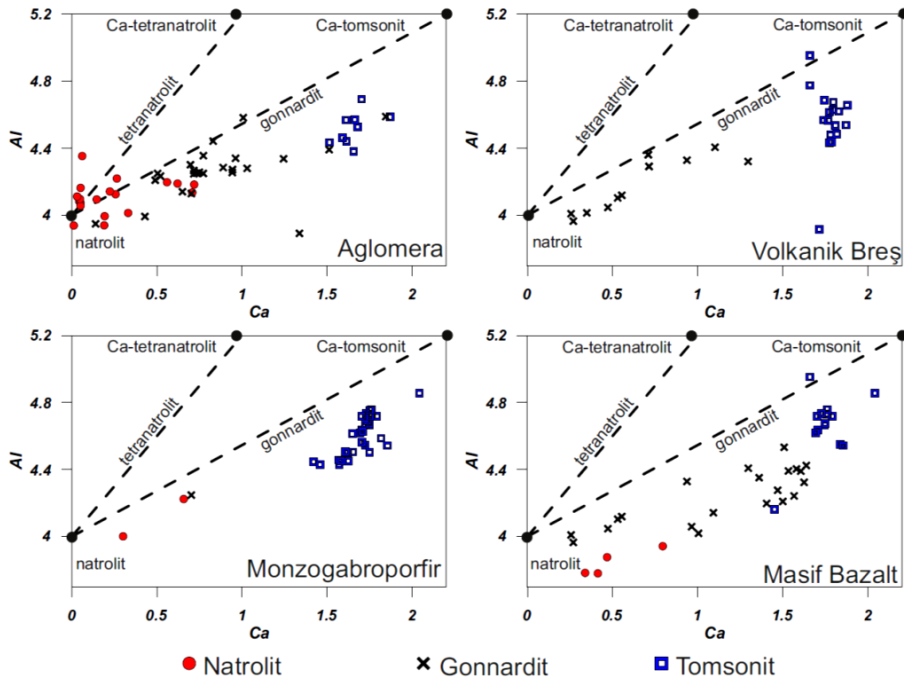 5.2
Ca-tetranatrolit
Ca-tomsonit
4.8
tetranatrolit
gonnardit
Al
4.4
4
natrolit
Aglomera
0
0.5
1
1.5
2
Ca
5.2
Ca-tetranatrolit
Ca-tomsonit
4.8
tetranatrolit
gonnardit
Al
4.4
4
natrolit
Volkanik Breş
0
0.5
1
1.5
2
Ca
5.2
Ca-tetranatrolit
Ca-tomsonit
4.8
tetranatrolit
gonnardit
Al
4.4
4
natrolit
Monzogabroporfir
0
0.5
1
1.5
2
Ca
5.2
Ca-tetranatrolit
Ca-tomsonit
4.8
tetranatrolit
gonnardit
Al
4.4
4
natrolit
Masif Bazalt
0
0.5
1
1.5
2
Ca
Natrolit
Gonnardit
Tomsonit